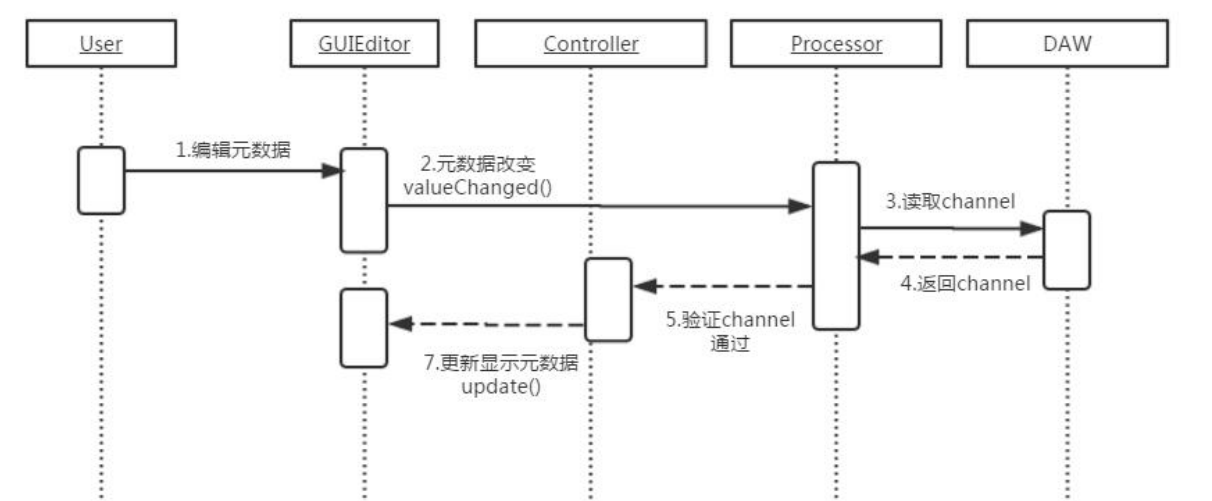 User
GUIEditor
Controller
Processor
DAW
1.编辑元数据
2.元数据改变
valueChanged()
3.读取channel
4.返回channel
5.验证channel
通过
7.更新显示元数据
update()